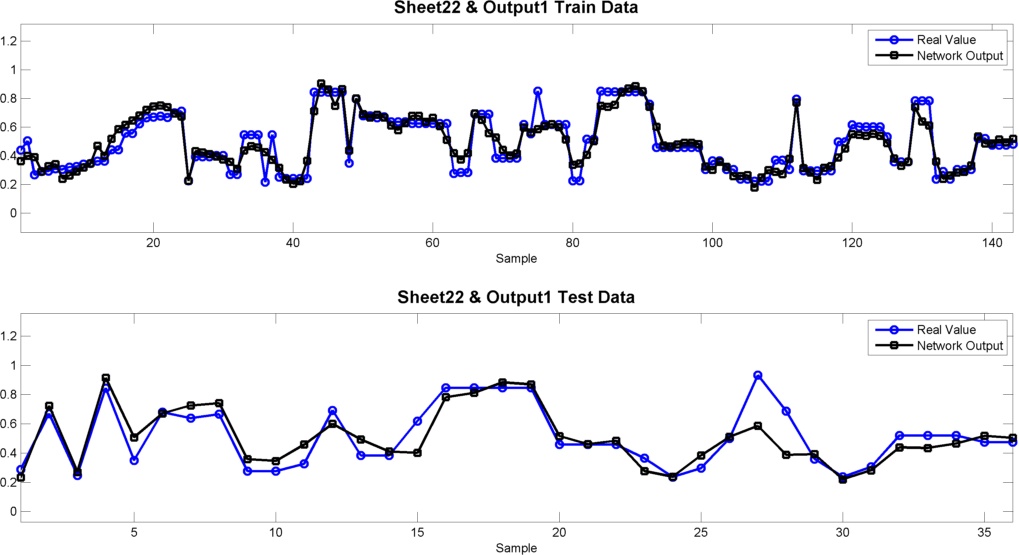 Sheet22 & Output1 Train Data
1.2
1
0.8
0.6
0.4
0.2
0
Real Value
Network Output
20 40 60 80 100 120 140
Sample
Sheet22 & Output1 Test Data
1.2
1
0.8
0.6
0.4
0.2
0
Real Value
Network Output
5 10 15 20 25 30 35
Sample